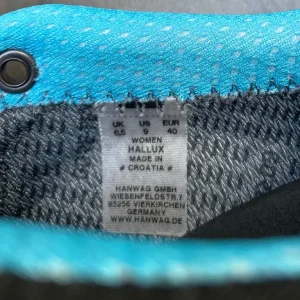 UK US EUR
6,5 9 40
WOMEN
HALLUX
MADE IN
# CROATIA #
HANWAG GMBH
WIESENFELDSTR.7
85256 VIERKIRCHEN
GERMANY
WWW.HANWAG.DE